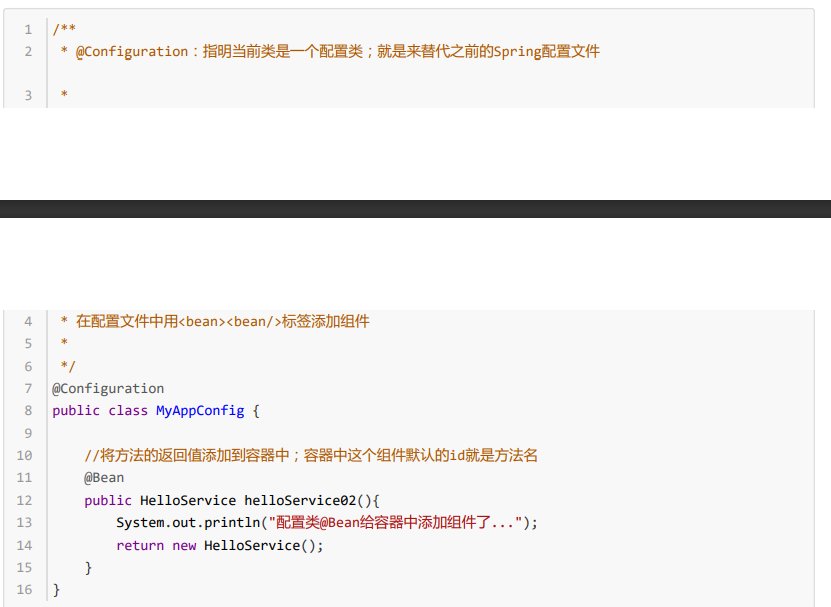 1 /**
2  * @Configuration：指明当前类是一个配置类；就是来替代之前的Spring配置文件
3  *
4  * 在配置文件中用<bean><bean/>标签添加组件
5  *
6  */
7 @Configuration
8 public class MyAppConfig {
9
10     //将方法的返回值添加到容器中；容器中这个组件默认的id就是方法名
11     @Bean
12     public HelloService helloService02(){
13         System.out.println("配置类@Bean给容器中添加组件了...");
14         return new HelloService();
15     }
16 }